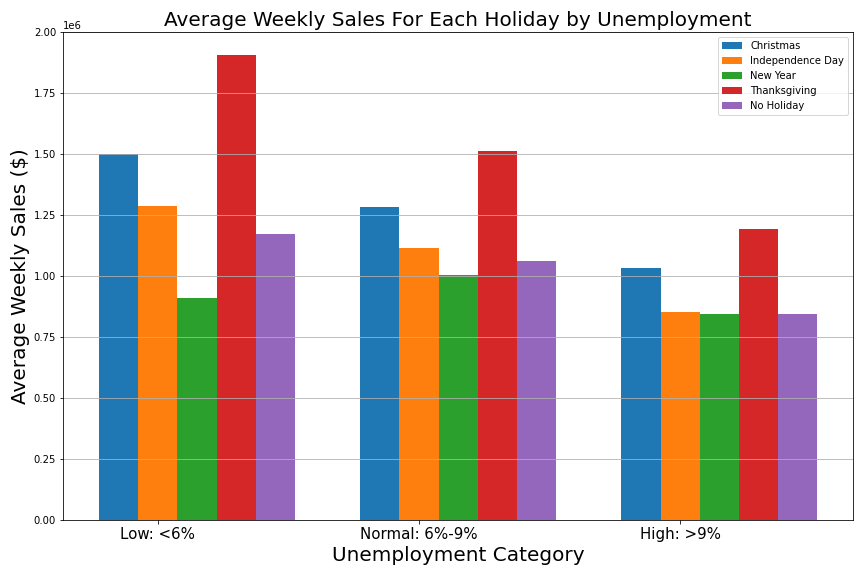 Average Weekly Sales For Each Holiday by Unemployment
1e6
2.00
1.75
1.50
1.25
1.00
0.75
0.50
0.25
0.00
Average Weekly Sales ($)
Christmas
Independence Day
New Year
Thanksgiving
No Holiday
Low: <6%
Normal: 6%-9%
High: >9%
Unemployment Category